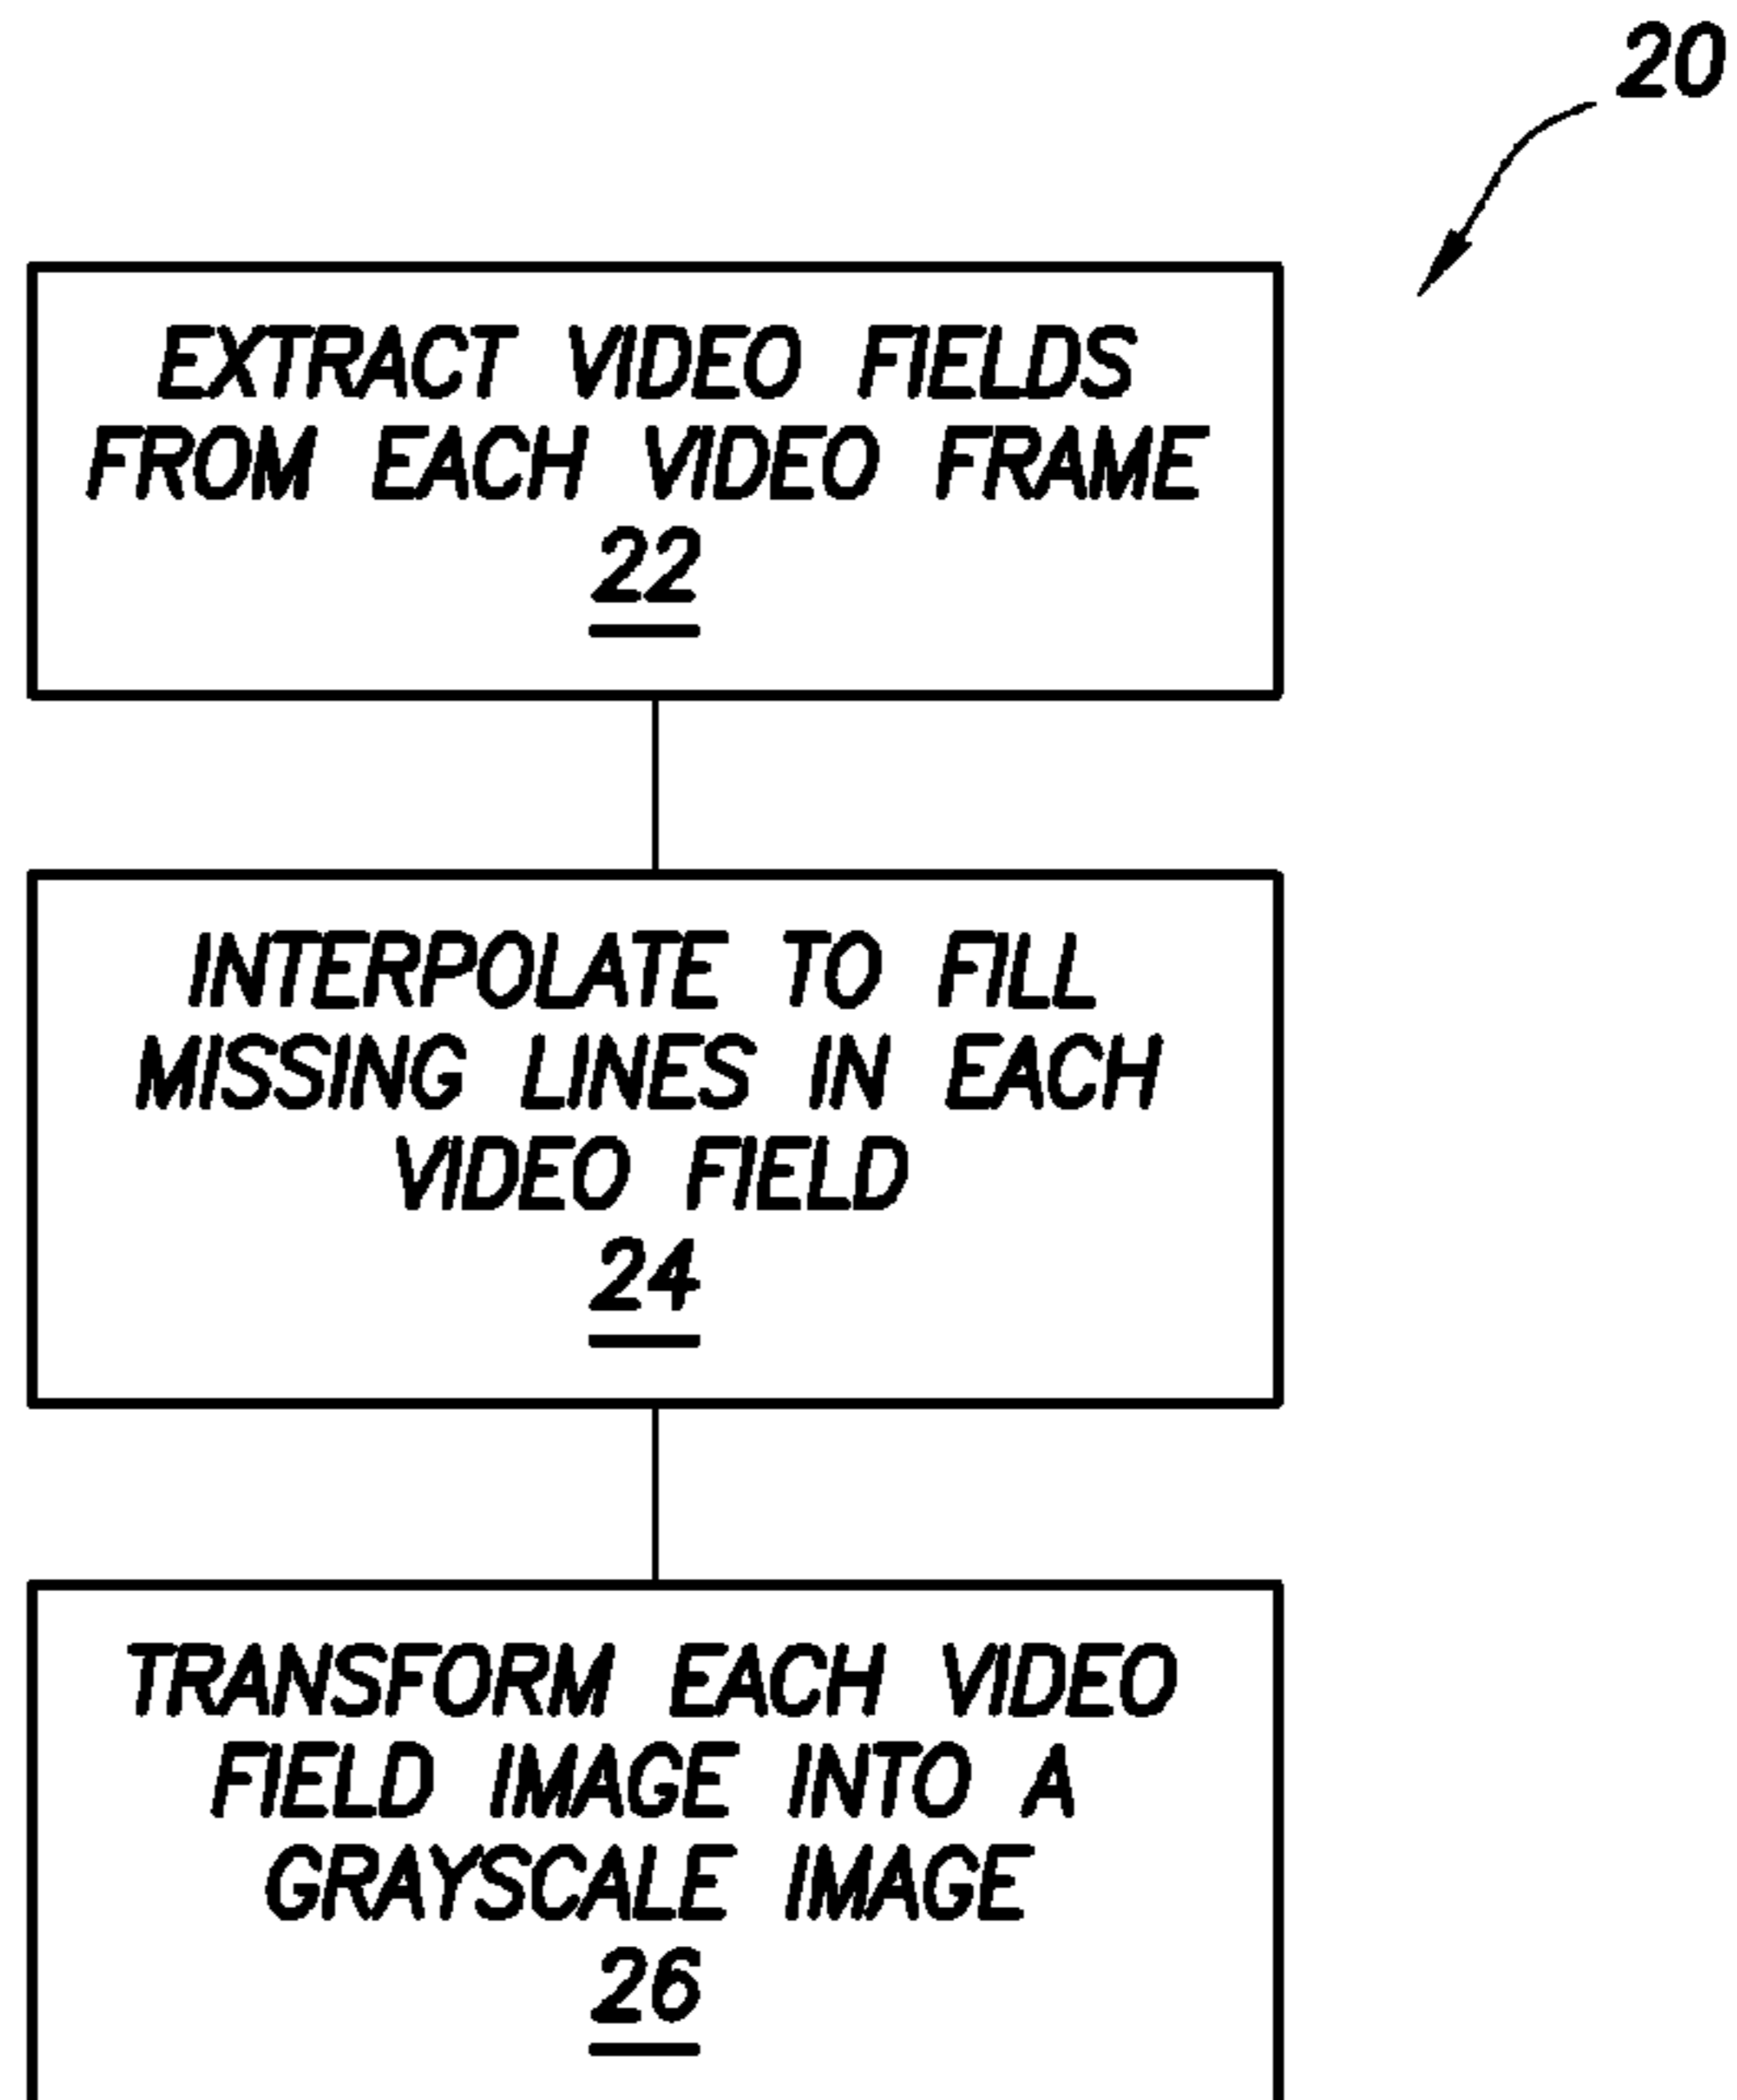 20
EXTRACT VIDEO FIELDS
FROM EACH VIDEO FRAME
22
INTERPOLATE TO FILL
MISSING LINES IN EACH
VIDEO FIELD
24
TRANSFORM EACH VIDEO
FIELD IMAGE INTO A
GRAYSCALE IMAGE
26